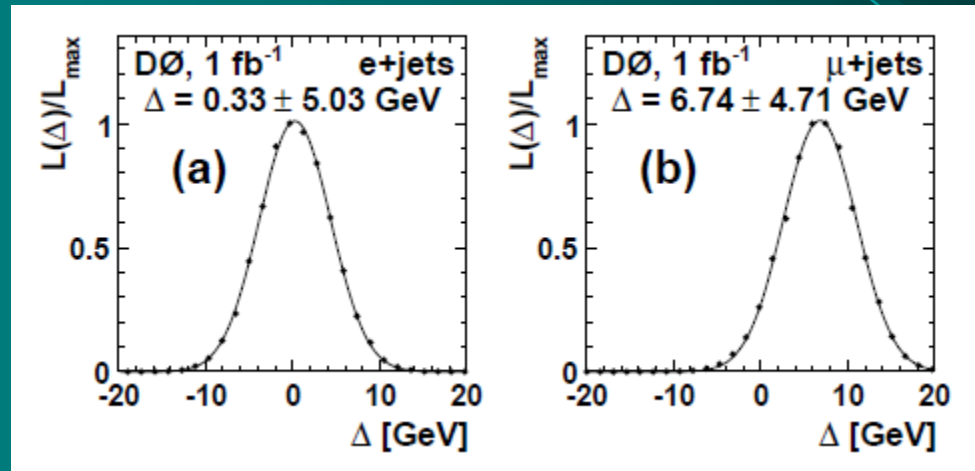 DØ, 1 fb⁻¹ e+jets
Δ = 0.33 ± 5.03 GeV
(a)
L(Δ)/Lmax
1
0.5
0
-20 -10 0 10 20
Δ [GeV]
DØ, 1 fb⁻¹ μ+jets
Δ = 6.74 ± 4.71 GeV
(b)
L(Δ)/Lmax
1
0.5
0
-20 -10 0 10 20
Δ [GeV]